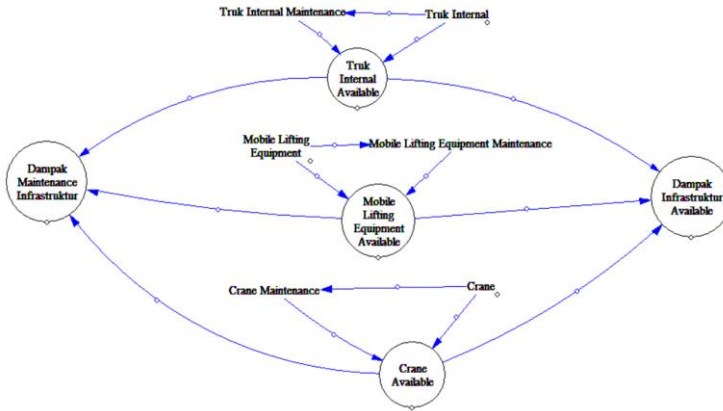 Truk Internal Maintenance
Truk Internal
Truk
Internal
Available
Mobile Lifting
Equipment
Mobile Lifting Equipment Maintenance
Dampak
Maintenance
Infrastruktur
Mobile
Lifting
Equipment
Available
Dampak
Infrastruktur
Available
Crane Maintenance
Crane
Crane
Available